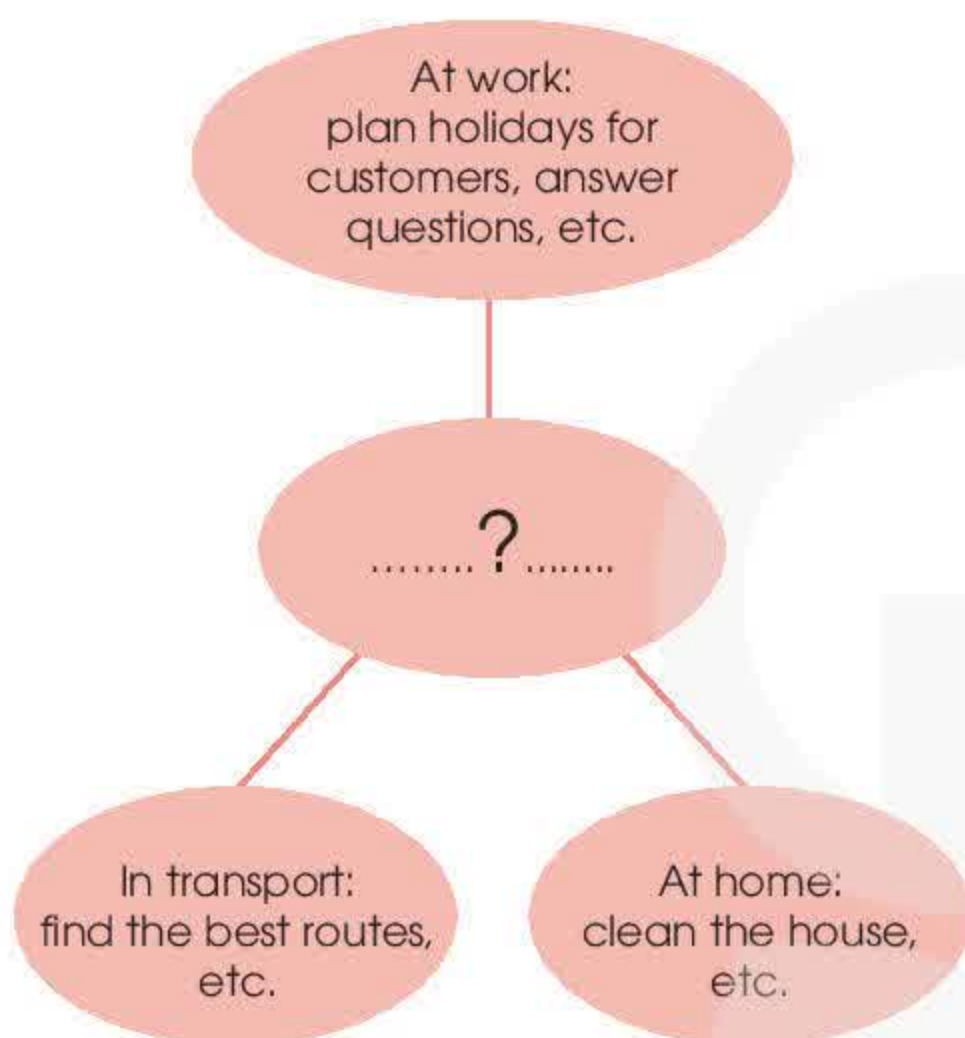 At work:
plan holidays for
customers, answer
questions, etc.
........?........
In transport:
find the best routes,
etc.
At home:
clean the house,
etc.